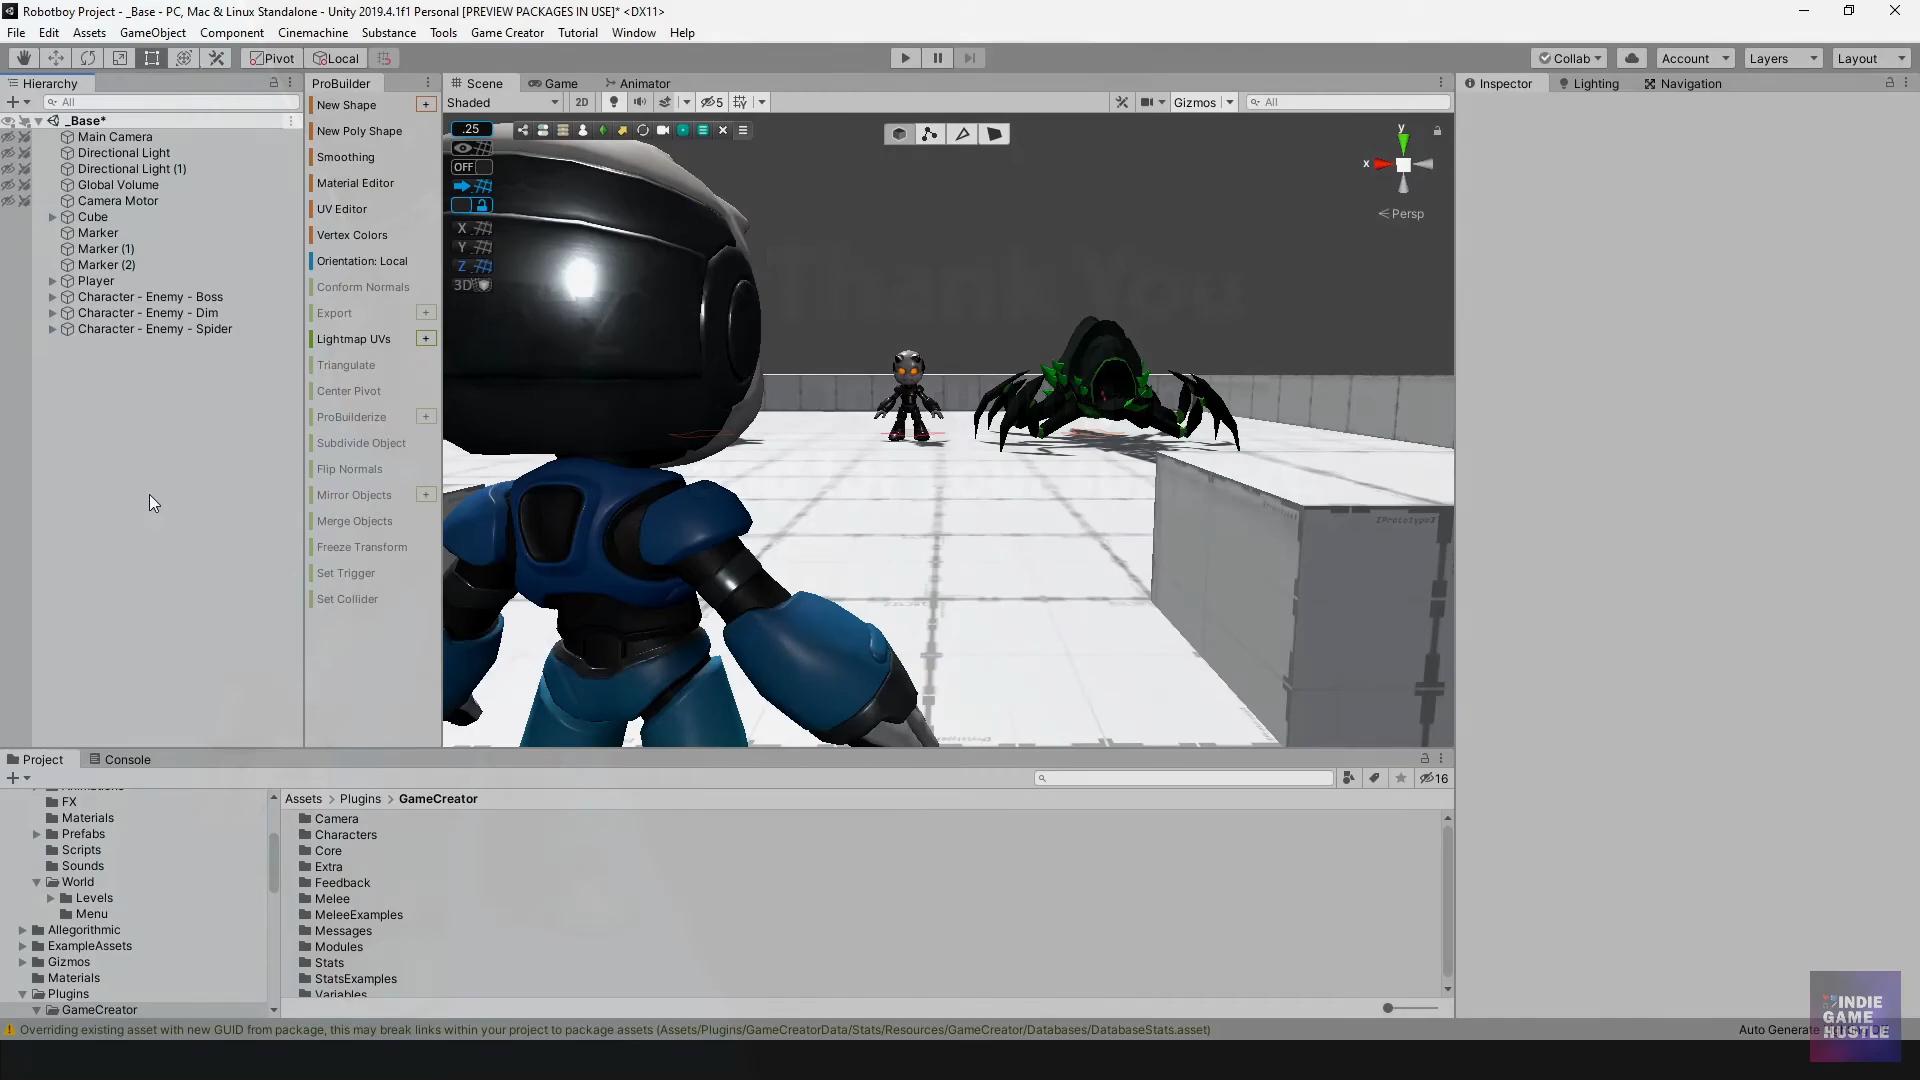 Robotboy Project - _Base - PC, Mac & Linux Standalone - Unity 2019.4.1f1 Personal [PREVIEW PACKAGES IN USE]* <DX11>
File Edit Assets GameObject Component Cinemachine Substance Tools Game Creator Tutorial Window Help
Pivot Local Collab Account Layers Layout
Hierarchy
All
_Base*
Main Camera
Directional Light
Directional Light (1)
Global Volume
Camera Motor
Cube
Marker
Marker (1)
Marker (2)
Player
Character - Enemy - Boss
Character - Enemy - Dim
Character - Enemy - Spider
ProBuilder
New Shape +
New Poly Shape
Smoothing
Material Editor
UV Editor
Vertex Colors
Orientation: Local
Conform Normals
Export +
Lightmap UVs +
Triangulate
Center Pivot
ProBuilderize +
Subdivide Object
Flip Normals
Mirror Objects +
Merge Objects
Freeze Transform
Set Trigger
Set Collider
Scene Game Animator
Shaded 2D 5 Gizmos All
.25
OFF
X
Y
Z
3D
Thank You
y
x
Persp
Inspector Lighting Navigation
Project Console
16
FX
Materials
Prefabs
Scripts
Sounds
World
Levels
Menu
Allegorithmic
ExampleAssets
Gizmos
Materials
Plugins
GameCreator
Assets > Plugins > GameCreator
Camera
Characters
Core
Extra
Feedback
Melee
MeleeExamples
Messages
Modules
Stats
StatsExamples
Variables
Overriding existing asset with new GUID from package, this may break links within your project to package assets (Assets/Plugins/GameCreatorData/Stats/Resources/GameCreator/Databases/DatabaseStats.asset)
Auto Generate
INDIE
GAME
HUSTLE